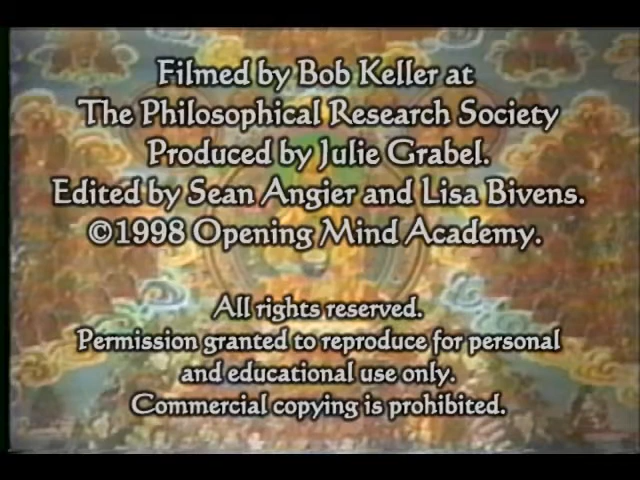 Filmed by Bob Keller at
The Philosophical Research Society
Produced by Julie Grabel.
Edited by Sean Angier and Lisa Bivens.
©1998 Opening Mind Academy.
All rights reserved.
Permission granted to reproduce for personal
and educational use only.
Commercial copying is prohibited.